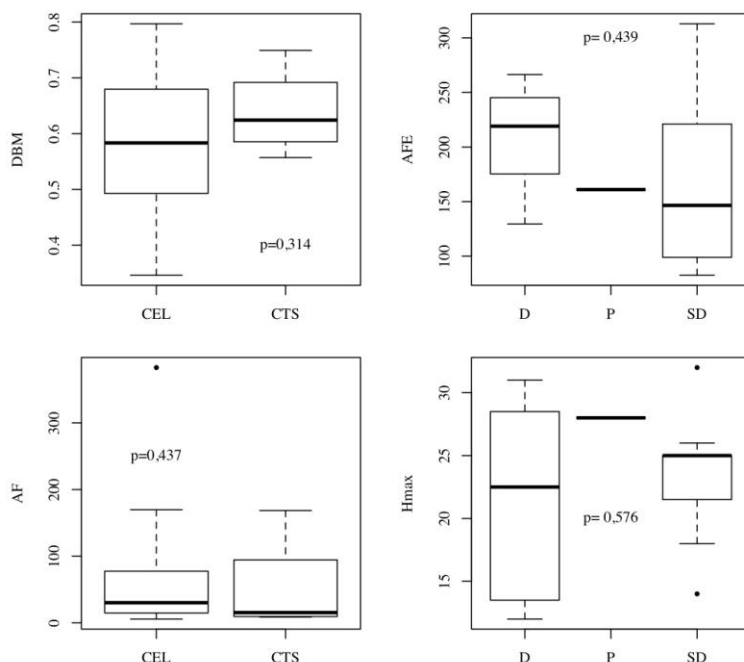 DBM
0.8
0.7
0.6
0.5
0.4
p=0,314
CEL
CTS
AFE
300
250
200
150
100
p= 0,439
D
P
SD
AF
300
200
100
0
p=0,437
CEL
CTS
Hmax
30
25
20
15
p= 0,576
D
P
SD